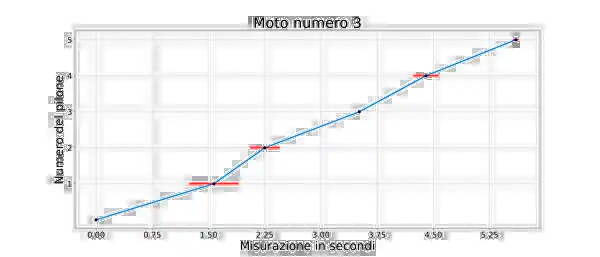 Moto numero 3
5
4
3
2
1
Numero del pilone
0,00 0,75 1,50 2,25 3,00 3,75 4,50 5,25
Misurazione in secondi